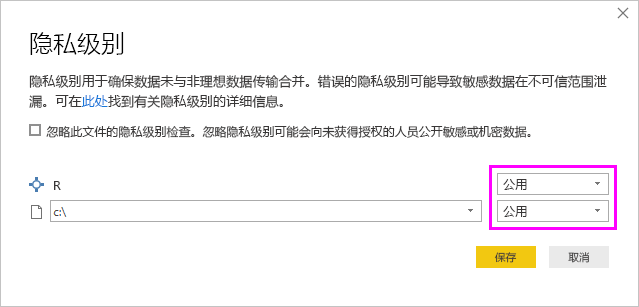 隐私级别
隐私级别用于确保数据未与非理想数据传输合并。错误的隐私级别可能导致敏感数据在不可信范围泄
漏。可在此处找到有关隐私级别的详细信息。
忽略此文件的隐私级别检查。忽略隐私级别可能会向未获得授权的人员公开敏感或机密数据。
R 公用
c:\ 公用
保存 取消